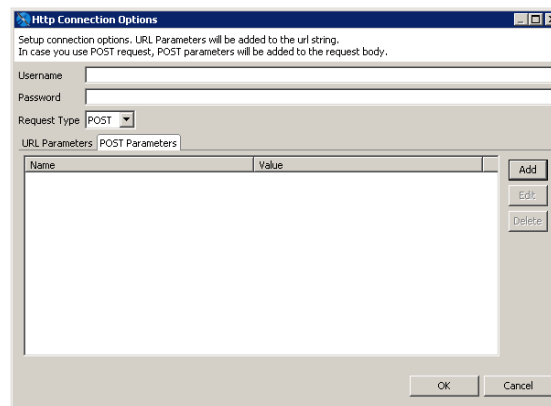 Http Connection Options
Setup connection options. URL Parameters will be added to the url string.
In case you use POST request, POST parameters will be added to the request body.
Username
Password
Request Type POST
URL Parameters POST Parameters
Name Value
Add
Edit
Delete
OK Cancel